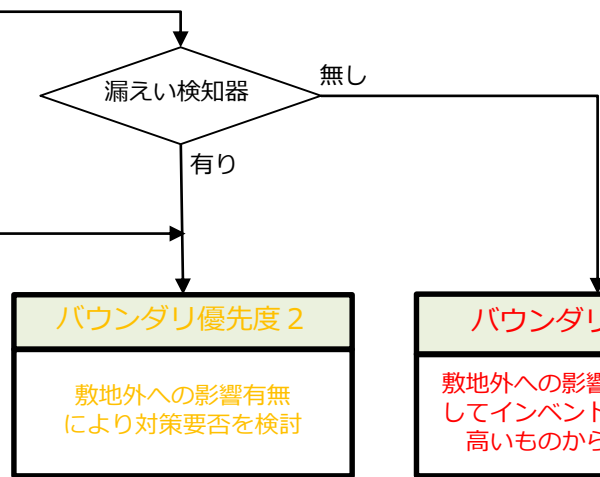 漏えい検知器
無し
有り
バウンダリ優先度2
敷地外への影響有無
により対策要否を検討
バウンダリ
敷地外への影響
してインベント
高いものから